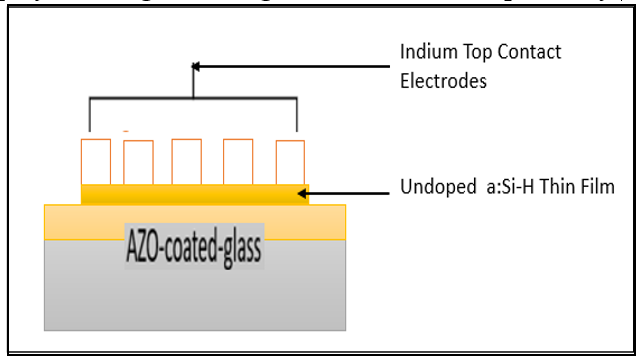 Indium Top Contact
Electrodes
Undoped a:Si-H Thin Film
AZO-coated-glass